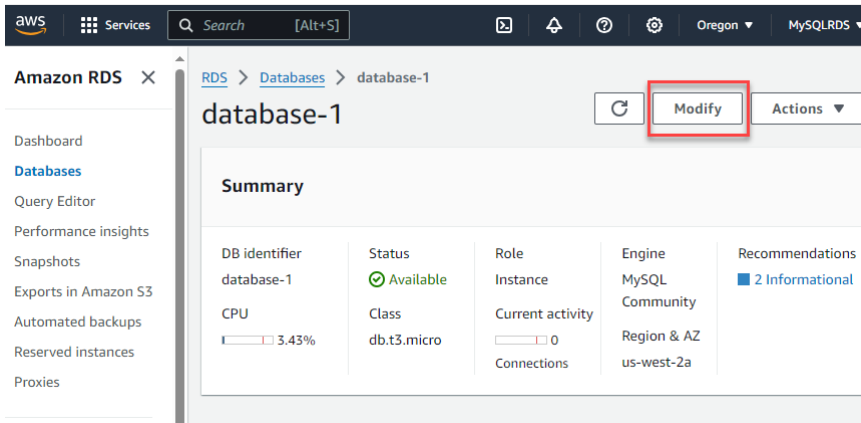 aws
Services
Search [Alt+S]
Oregon ▼
MySQLRDS
Amazon RDS
Dashboard
Databases
Query Editor
Performance insights
Snapshots
Exports in Amazon S3
Automated backups
Reserved instances
Proxies
RDS > Databases > database-1
database-1
Modify
Actions ▼
Summary
DB identifier
database-1
CPU
3.43%
Status
Available
Class
db.t3.micro
Role
Instance
Current activity
0
Connections
Engine
MySQL
Community
Region & AZ
us-west-2a
Recommendations
2 Informational